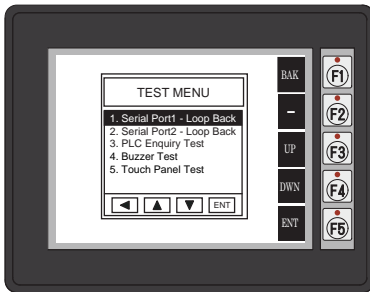 TEST MENU
1. Serial Port1 - Loop Back
2. Serial Port2 - Loop Back
3. PLC Enquiry Test
4. Buzzer Test
5. Touch Panel Test
ENT
BAK
–
UP
DWN
ENT
F1
F2
F3
F4
F5